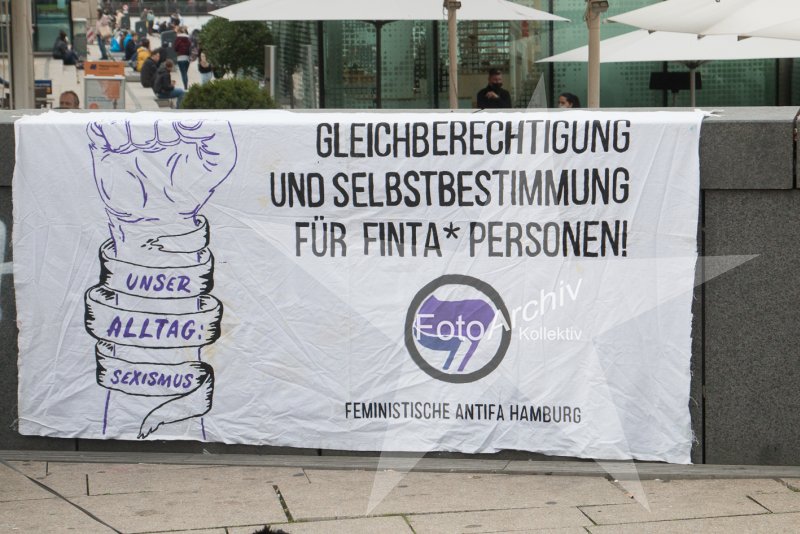 GLEICHBERECHTIGUNG
UND SELBSTBESTIMMUNG
FÜR FINTA* PERSONEN!
UNSER
ALLTAG:
SEXISMUS
FotoArchiv
Kollektiv
FEMINISTISCHE ANTIFA HAMBURG